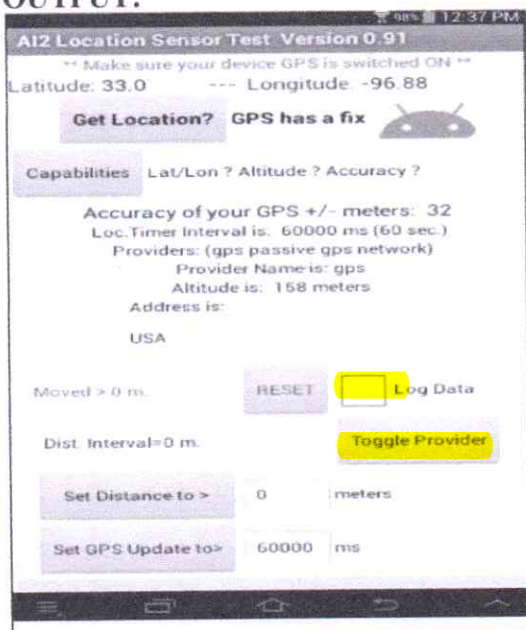 OUTPUT:
98% 12:37 PM
AI2 Location Sensor Test Version 0.91
** Make sure your device GPS is switched ON **
Latitude: 33.0 --- Longitude. -96.88
Get Location? GPS has a fix
Capabilities Lat/Lon ? Altitude ? Accuracy ?
Accuracy of your GPS +/- meters: 32
Loc.Timer Interval is: 60000 ms (60 sec.)
Providers: (gps passive gps network)
Provider Name is: gps
Altitude is: 158 meters
Address is:
USA
Moved > 0 m. RESET Log Data
Dist. Interval=0 m. Toggle Provider
Set Distance to > 0 meters
Set GPS Update to> 60000 ms